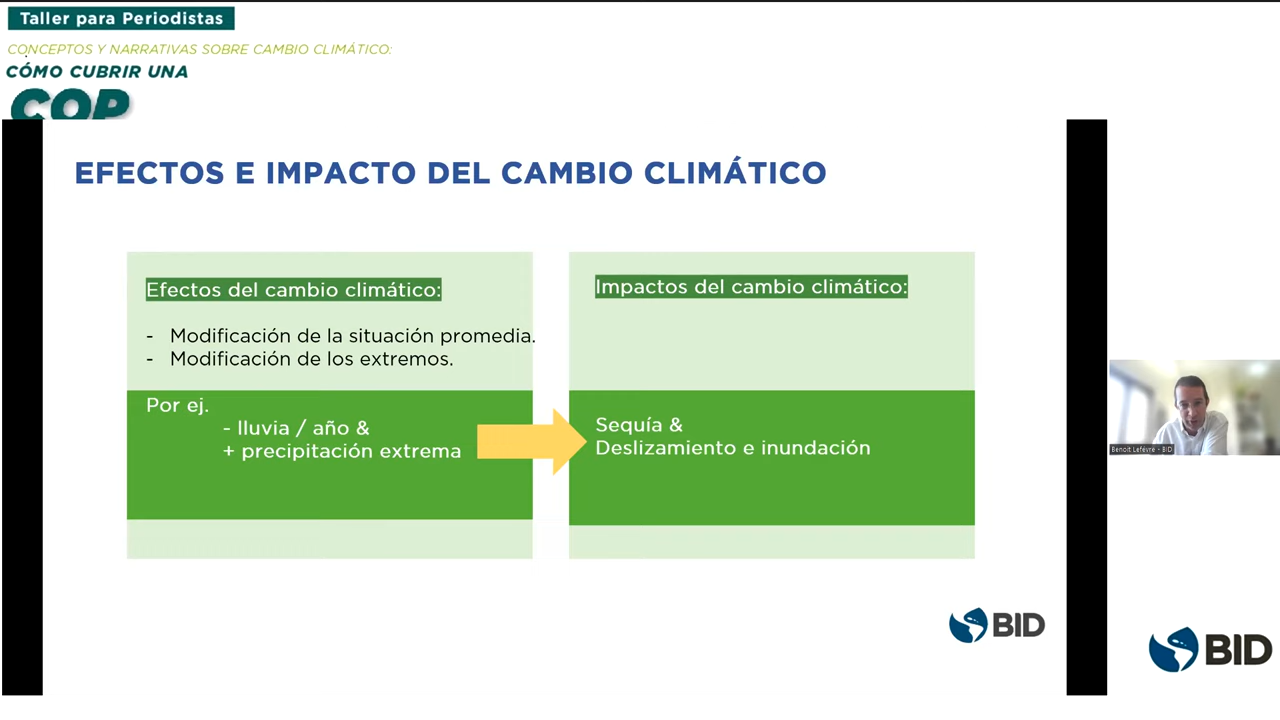 Taller para Periodistas
CONCEPTOS Y NARRATIVAS SOBRE CAMBIO CLIMÁTICO:
CÓMO CUBRIR UNA
COP
EFECTOS E IMPACTO DEL CAMBIO CLIMÁTICO
Efectos del cambio climático:
- Modificación de la situación promedia.
- Modificación de los extremos.
Por ej.
- lluvia / año &
+ precipitación extrema
Impactos del cambio climático:
Sequía &
Deslizamiento e inundación
Benoit Lefèvre - BID
BID
BID